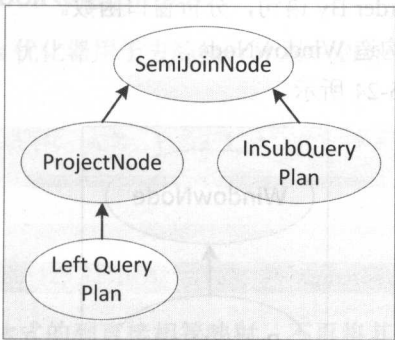 SemiJoinNode
ProjectNode
InSubQuery
Plan
Left Query
Plan